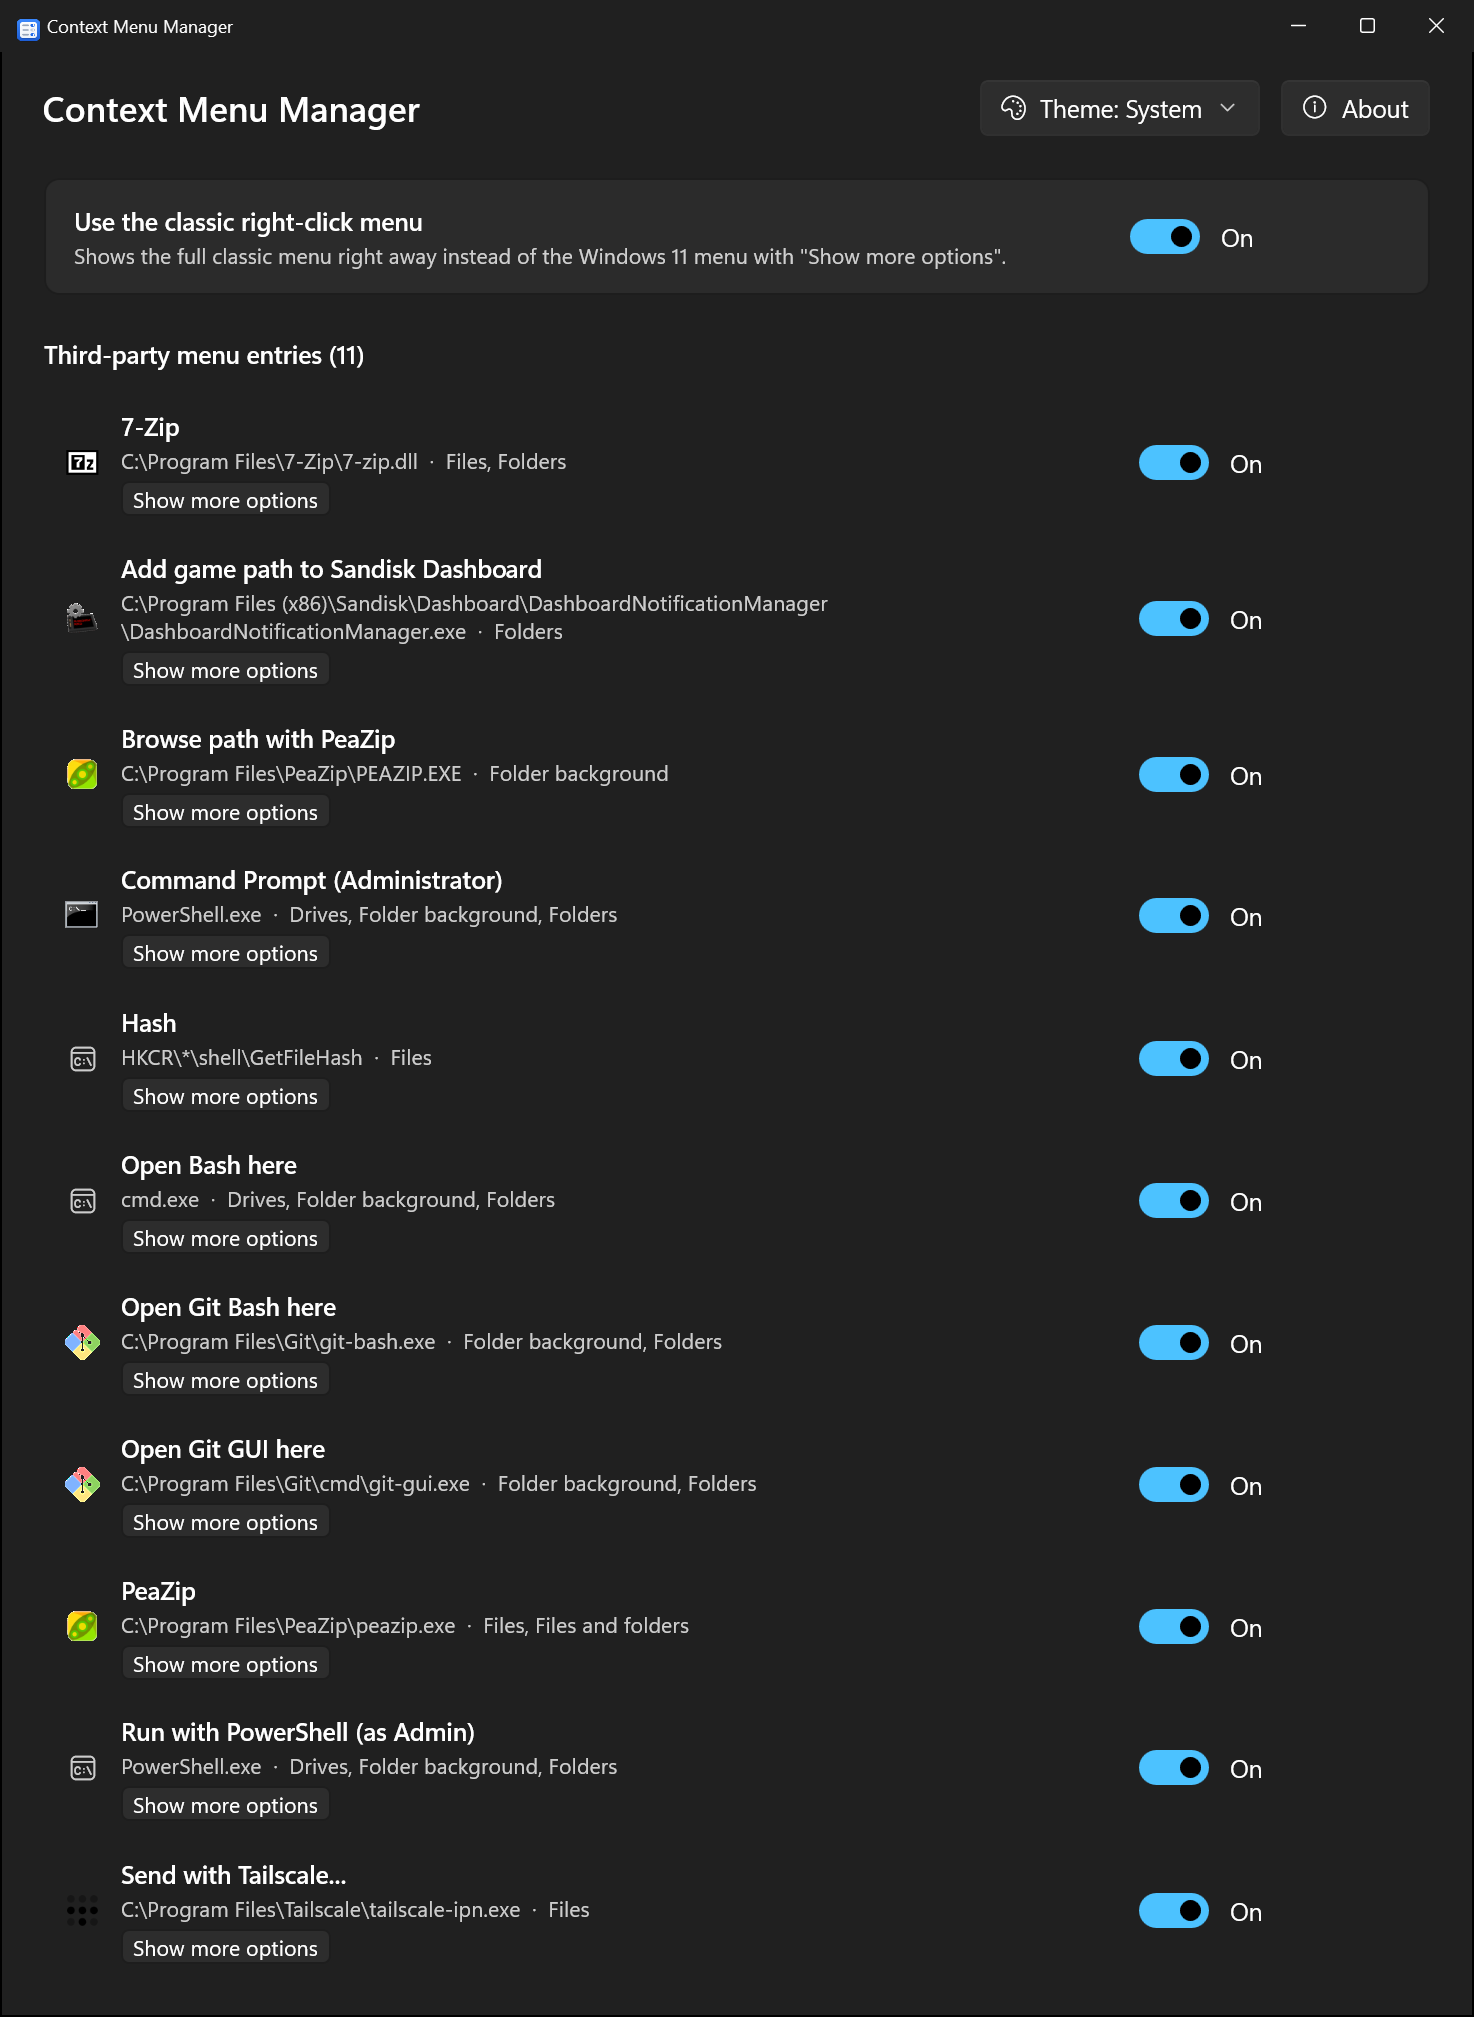 Context Menu Manager
Context Menu Manager
Theme: System
About
Use the classic right-click menu
Shows the full classic menu right away instead of the Windows 11 menu with "Show more options".
On
Third-party menu entries (11)
7-Zip
C:\Program Files\7-Zip\7-zip.dll · Files, Folders
Show more options
On
Add game path to Sandisk Dashboard
C:\Program Files (x86)\Sandisk\Dashboard\DashboardNotificationManager
\DashboardNotificationManager.exe · Folders
Show more options
On
Browse path with PeaZip
C:\Program Files\PeaZip\PEAZIP.EXE · Folder background
Show more options
On
Command Prompt (Administrator)
PowerShell.exe · Drives, Folder background, Folders
Show more options
On
Hash
HKCR\*\shell\GetFileHash · Files
Show more options
On
Open Bash here
cmd.exe · Drives, Folder background, Folders
Show more options
On
Open Git Bash here
C:\Program Files\Git\git-bash.exe · Folder background, Folders
Show more options
On
Open Git GUI here
C:\Program Files\Git\cmd\git-gui.exe · Folder background, Folders
Show more options
On
PeaZip
C:\Program Files\PeaZip\peazip.exe · Files, Files and folders
Show more options
On
Run with PowerShell (as Admin)
PowerShell.exe · Drives, Folder background, Folders
Show more options
On
Send with Tailscale...
C:\Program Files\Tailscale\tailscale-ipn.exe · Files
Show more options
On